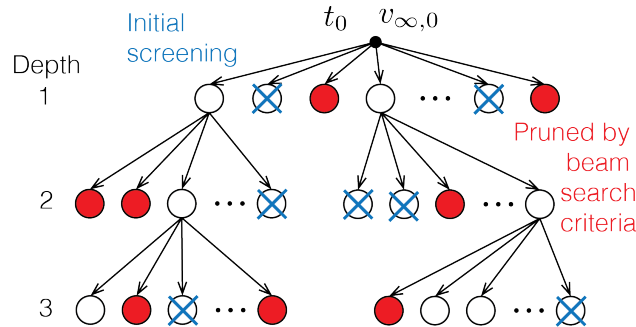 Initial
screening
t₀ v∞,₀
Depth
1
...
Pruned by
beam
search
criteria
2
...
...
3
...
...